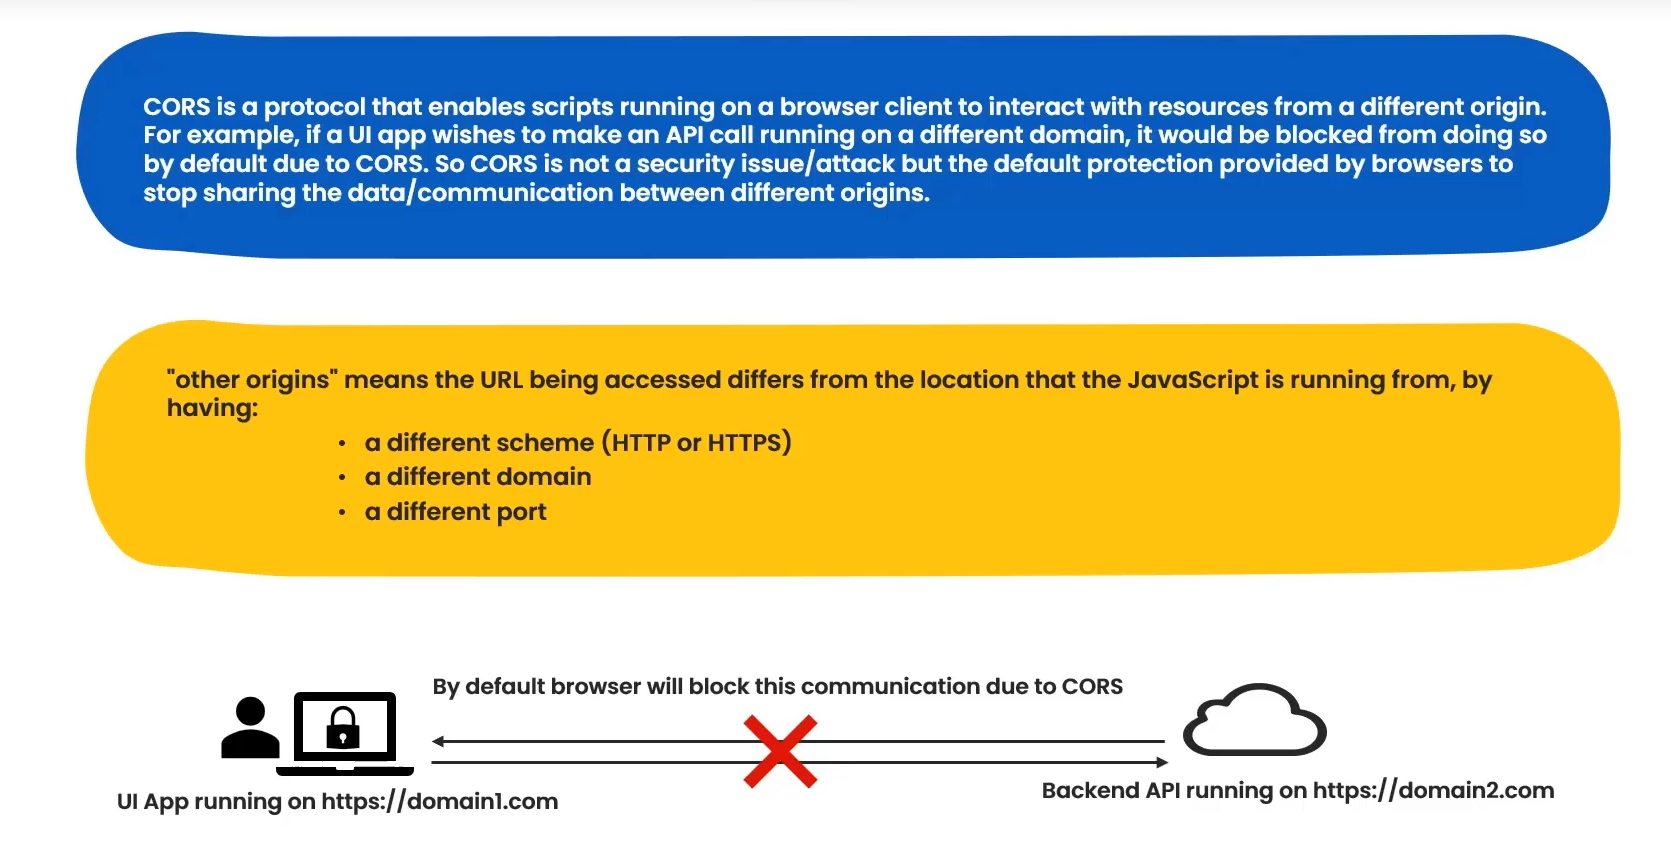 CORS is a protocol that enables scripts running on a browser client to interact with resources from a different origin.
For example, if a UI app wishes to make an API call running on a different domain, it would be blocked from doing so
by default due to CORS. So CORS is not a security issue/attack but the default protection provided by browsers to
stop sharing the data/communication between different origins.
"other origins" means the URL being accessed differs from the location that the JavaScript is running from, by
having:
• a different scheme (HTTP or HTTPS)
• a different domain
• a different port
By default browser will block this communication due to CORS
UI App running on https://domain1.com
Backend API running on https://domain2.com